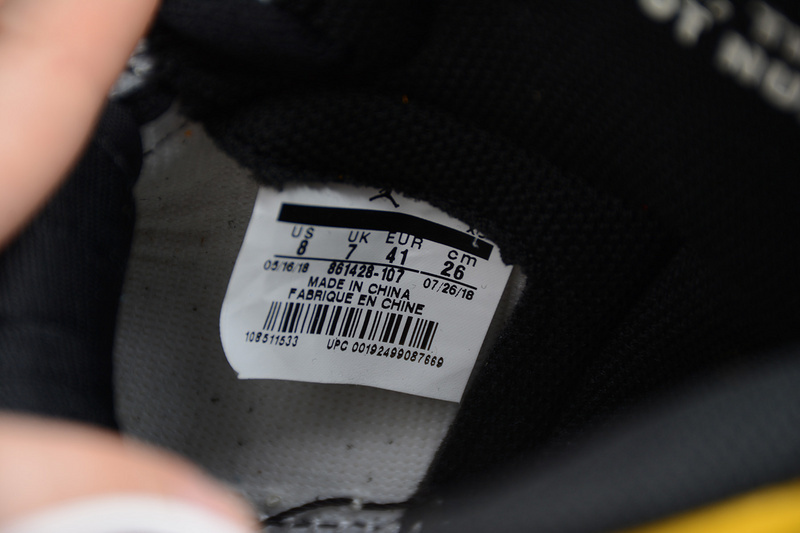 US UK EUR cm
8 7 41 26
05/16/18 861428-107 07/26/18
MADE IN CHINA
FABRIQUE EN CHINE
108511533 UPC 00192499087669